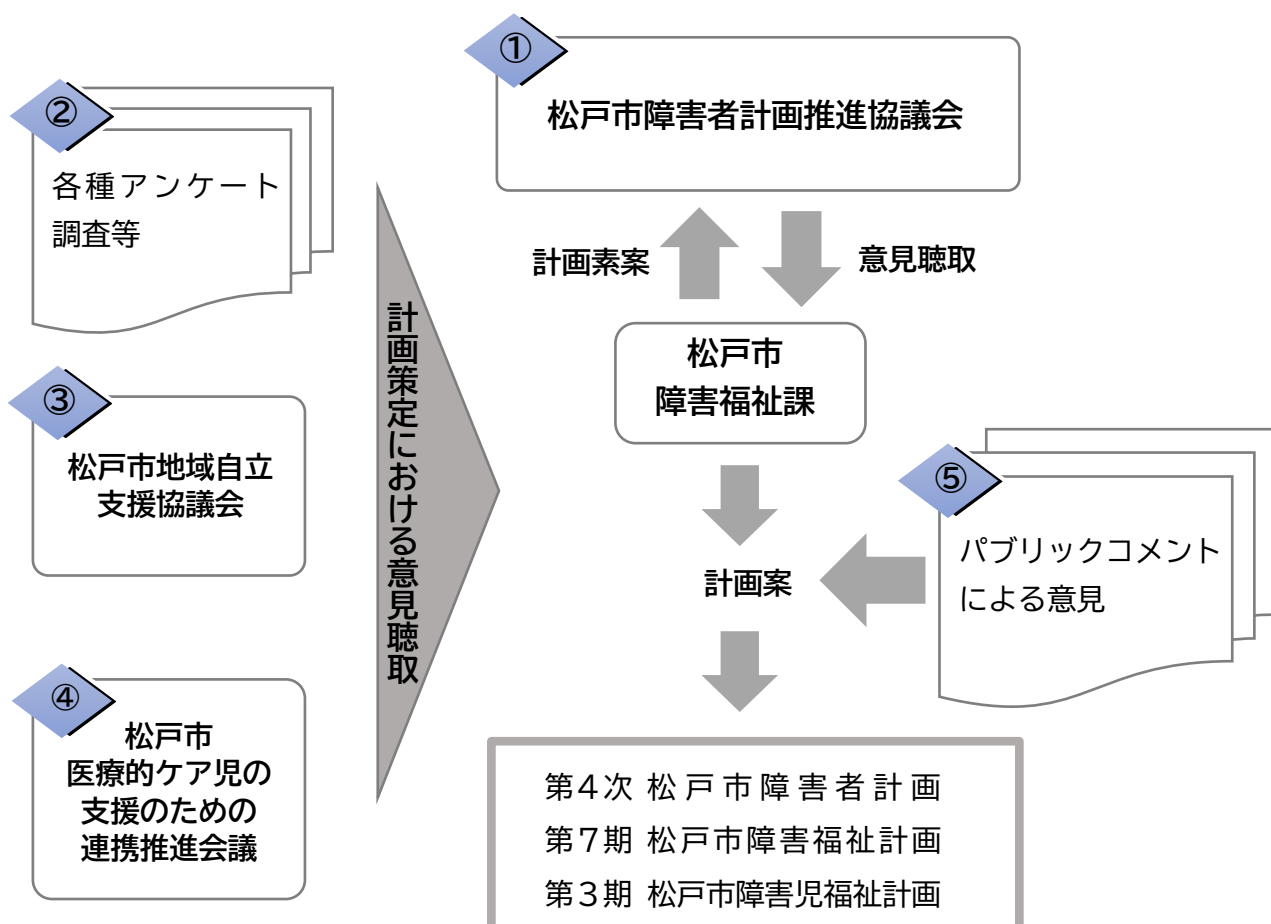 ①
松戸市障害者計画推進協議会
②
各種アンケート
調査等
計画素案
意見聴取
計画策定における意見聴取
松戸市
障害福祉課
③
松戸市地域自立
支援協議会
⑤
パブリックコメント
による意見
計画案
④
松戸市
医療的ケア児の
支援のための
連携推進会議
第4次 松戸市障害者計画
第7期 松戸市障害福祉計画
第3期 松戸市障害児福祉計画